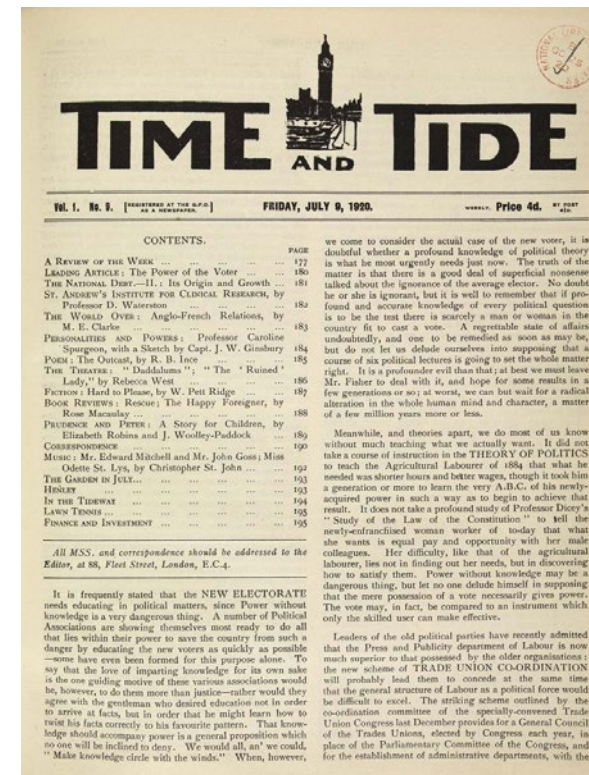 TIME AND TIDE
Vol. 1. No. 9. [REGISTERED AT THE G.P.O. AS A NEWSPAPER.] FRIDAY, JULY 9, 1920. WEEKLY. Price 4d. BY POST
CONTENTS.
PAGE
A REVIEW OF THE WEEK ... 177
LEADING ARTICLE : The Power of the Voter ... 180
THE NATIONAL DEBT.—II. : Its Origin and Growth ... 181
ST. ANDREW'S INSTITUTE FOR CLINICAL RESEARCH, by
Professor D. Waterston ... 182
THE WORLD OVER : Anglo-French Relations, by
M. E. Clarke ... 183
PERSONALITIES AND POWERS : Professor Caroline
Spurgeon, with a Sketch by Capt. J. W. Ginsbury 184
POEM : The Outcast, by R. B. Ince ... 185
THE THEATRE : " Daddalums " ; " The ' Ruined '
Lady," by Rebecca West ... 186
FICTION : Hard to Please, by W. Pett Ridge ... 187
BOOK REVIEWS : Rescue ; The Happy Foreigner, by
Rose Macaulay ... 188
PRUDENCE AND PETER : A Story for Children, by
Elizabeth Robins and J. Woolley-Paddock ... 189
CORRESPONDENCE ... 190
MUSIC : Mr. Edward Mitchell and Mr. John Goss ; Miss
Odette St. Lys, by Christopher St. John ... 192
THE GARDEN IN JULY ... 193
HENLEY ... 193
IN THE TIDEWAY ... 194
LAWN TENNIS ... 195
FINANCE AND INVESTMENT ... 195
All MSS. and correspondence should be addressed to the
Editor, at 88, Fleet Street, London, E.C.4.
It is frequently stated that the NEW ELECTORATE
needs educating in political matters, since Power without
knowledge is a very dangerous thing. A number of Political
Associations are showing themselves most ready to do all
that lies within their power to save the country from such a
danger by educating the new voters as quickly as possible
—some have even been formed for this purpose alone. To
say that the love of imparting knowledge for its own sake
is the one guiding motive of these various associations would
be, however, to do them more than justice—rather would they
agree with the gentleman who desired education not in order
to arrive at facts, but in order that he might learn how to
twist his facts correctly to his favourite pattern. That know-
ledge should accompany power is a general proposition which
no one will be inclined to deny. We would all, an' we could,
" Make knowledge circle with the winds." When, however,
we come to consider the actual case of the new voter, it is
doubtful whether a profound knowledge of political theory
is what he most urgently needs just now. The truth of the
matter is that there is a good deal of superficial nonsense
talked about the ignorance of the average elector. No doubt
he or she is ignorant, but it is well to remember that if pro-
found and accurate knowledge of every political question
is to be the test there is scarcely a man or woman in the
country fit to cast a vote. A regrettable state of affairs
undoubtedly, and one to be remedied as soon as may be,
but do not let us delude ourselves into supposing that a
course of six political lectures is going to set the whole matter
right. It is a profounder evil than that ; at best we must leave
Mr. Fisher to deal with it, and hope for some results in a
few generations or so ; at worst, we can but wait for a radical
alteration in the whole human mind and character, a matter
of a few million years more or less.
Meanwhile, and theories apart, we do most of us know
without much teaching what we actually want. It did not
take a course of instruction in the THEORY OF POLITICS
to teach the Agricultural Labourer of 1884 that what he
needed was shorter hours and better wages, though it took him
a generation or more to learn the very A.B.C. of his newly-
acquired power in such a way as to begin to achieve that
result. It does not take a profound study of Professor Dicey's
" Study of the Law of the Constitution " to tell the
newly-enfranchised woman worker of to-day that what
she wants is equal pay and opportunity with her male
colleagues. Her difficulty, like that of the agricultural
labourer, lies not in finding out her needs, but in discovering
how to satisfy them. Power without knowledge may be a
dangerous thing, but let no one delude himself in supposing
that the mere possession of a vote necessarily gives power.
The vote may, in fact, be compared to an instrument which
only the skilled user can make effective.
Leaders of the old political parties have recently admitted
that the Press and Publicity department of Labour is now
much superior to that possessed by the older organisations ;
the new scheme of TRADE UNION CO-ORDINATION
will probably lead them to concede at the same time
that the general structure of Labour as a political force would
be difficult to excel. The striking scheme outlined by the
co-ordination committee of the specially-convened Trade
Union Congress last December provides for a General Council
of the Trades Unions, elected by Congress each year, in
place of the Parliamentary Committee of the Congress, and
for the establishment of administrative departments, with the